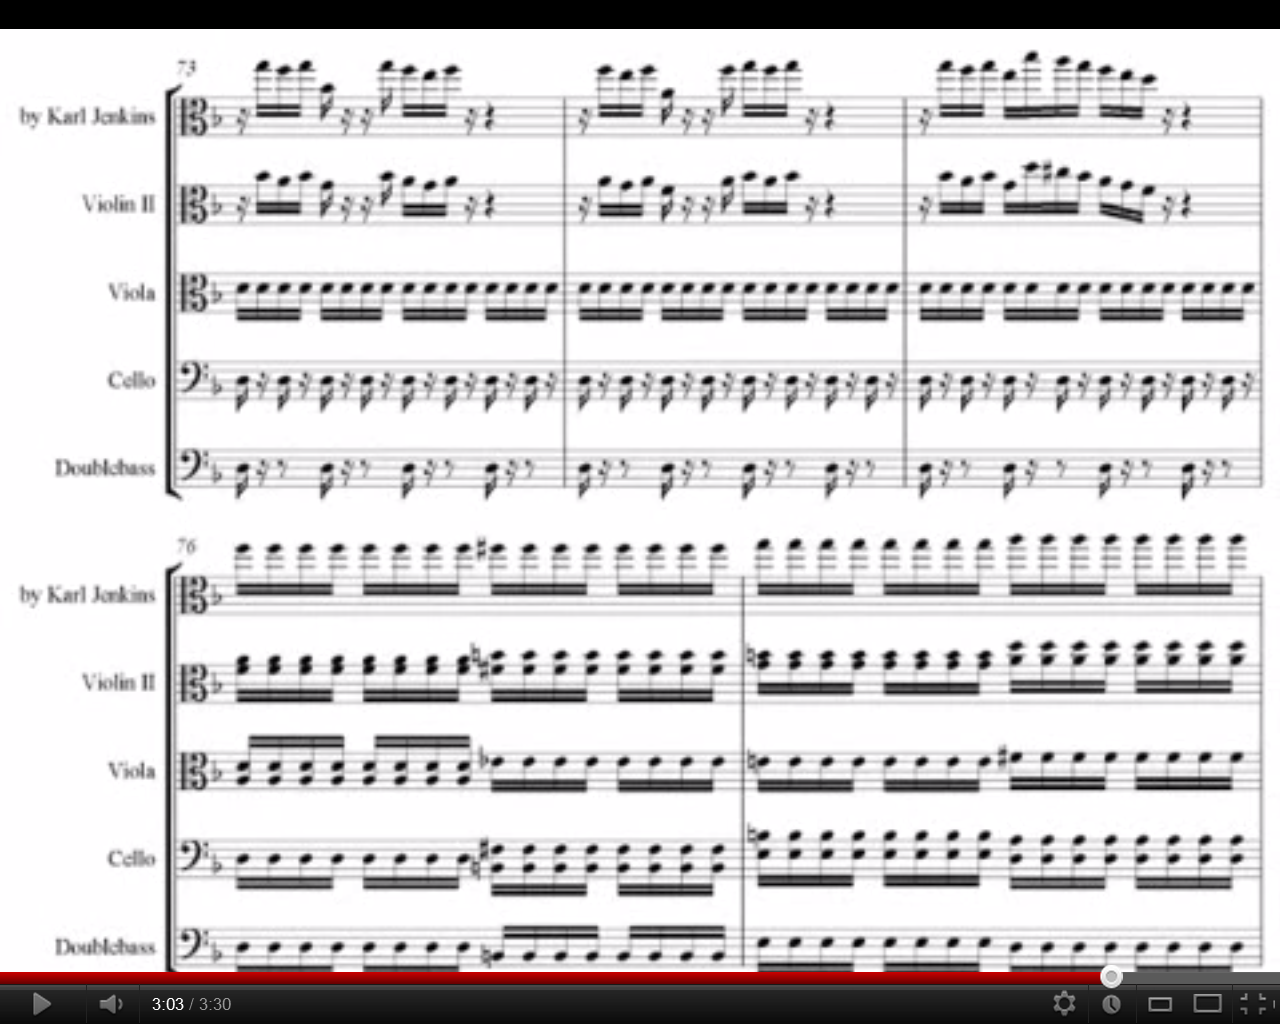 73
by Karl Jenkins
Violin II
Viola
Cello
Doublebass
76
by Karl Jenkins
Violin II
Viola
Cello
Doublebass
3:03 / 3:30